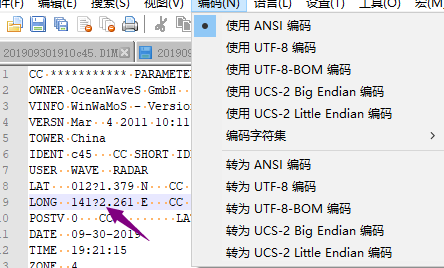 编辑(E) 搜索(S) 视图(V) 编码(N) 语言(L) 设置(T) 工具(O) 宏(M)
201909301910c45.D1M 201909
1 CC *********** PARAMETE
2 OWNER OceanWaveS GmbH
3 VINFO WinWaMoS - Versio
4 VERSN Mar 4 2011 10:11
5 TOWER China
6 IDENT c45 CC SHORT ID
7 USER WAVE RADAR
8 LAT 012?1.379 N CC
9 LONG 141?2.261 E CC
10 POSTV 0 CC LA
11 DATE 09-30-2019
12 TIME 19:21:15
13 ZONE 4
使用 ANSI 编码
使用 UTF-8 编码
使用 UTF-8-BOM 编码
使用 UCS-2 Big Endian 编码
使用 UCS-2 Little Endian 编码
编码字符集
转为 ANSI 编码
转为 UTF-8 编码
转为 UTF-8-BOM 编码
转为 UCS-2 Big Endian 编码
转为 UCS-2 Little Endian 编码